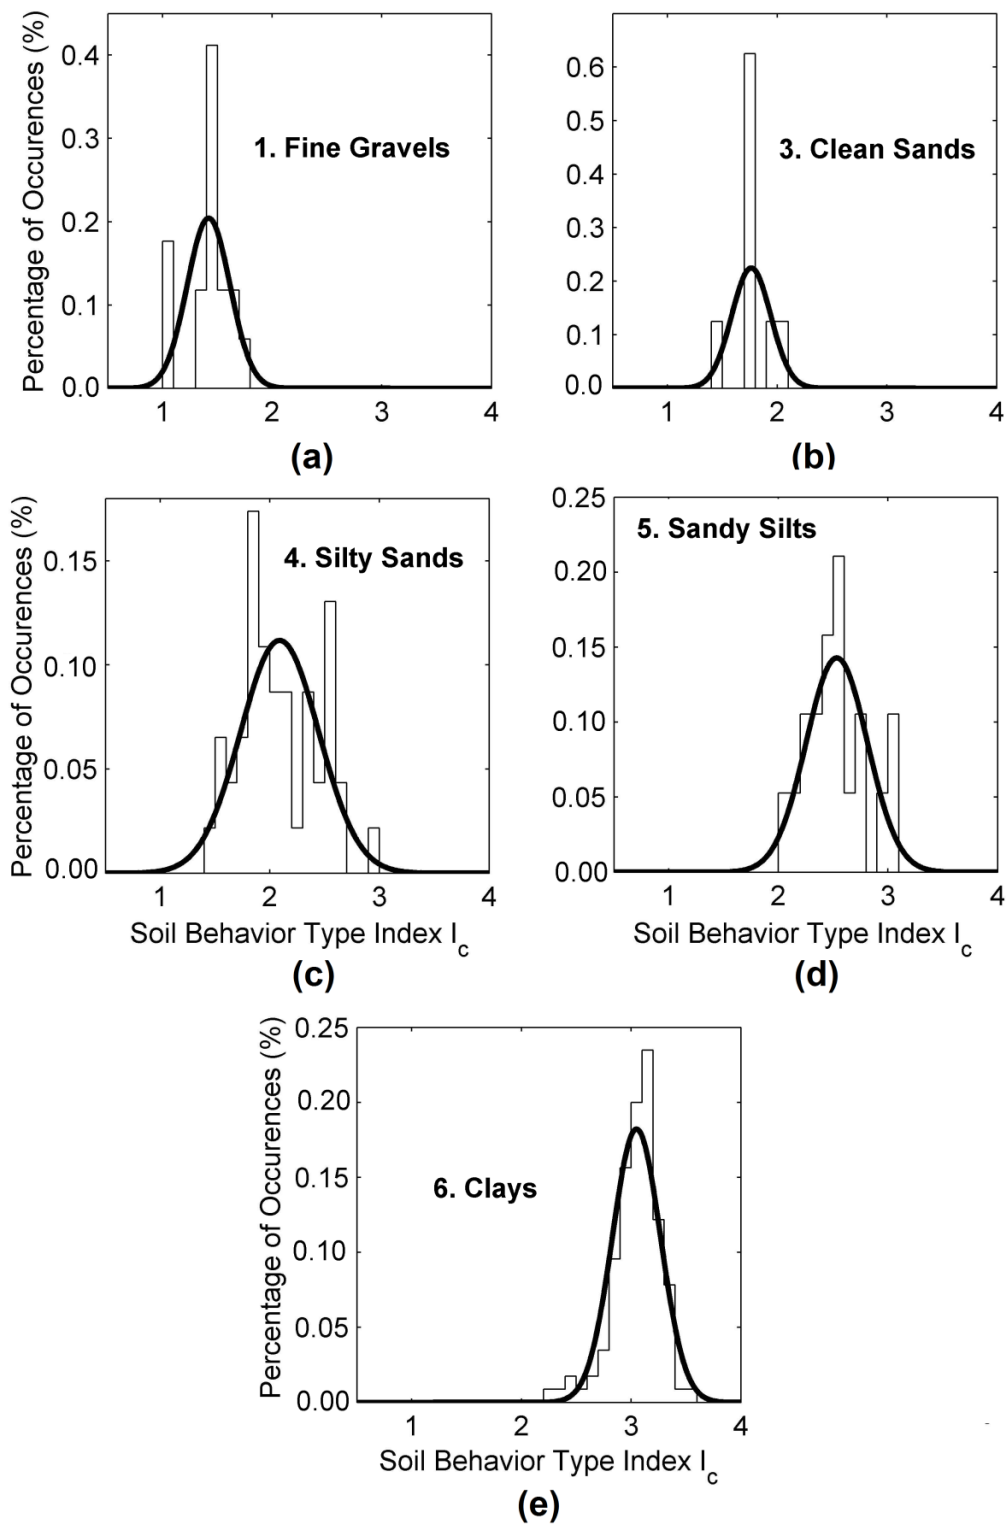 Percentage of Occurences (%)
0.4
0.3
0.2
0.1
0.0
1. Fine Gravels
1 2 3 4
(a)
0.6
0.5
0.4
0.3
0.2
0.1
0.0
3. Clean Sands
1 2 3 4
(b)
Percentage of Occurences (%)
0.15
0.10
0.05
0.00
4. Silty Sands
1 2 3 4
Soil Behavior Type Index Ic
(c)
0.25
0.20
0.15
0.10
0.05
0.00
5. Sandy Silts
1 2 3 4
Soil Behavior Type Index Ic
(d)
Percentage of Occurences (%)
0.25
0.20
0.15
0.10
0.05
0.00
6. Clays
1 2 3 4
Soil Behavior Type Index Ic
(e)